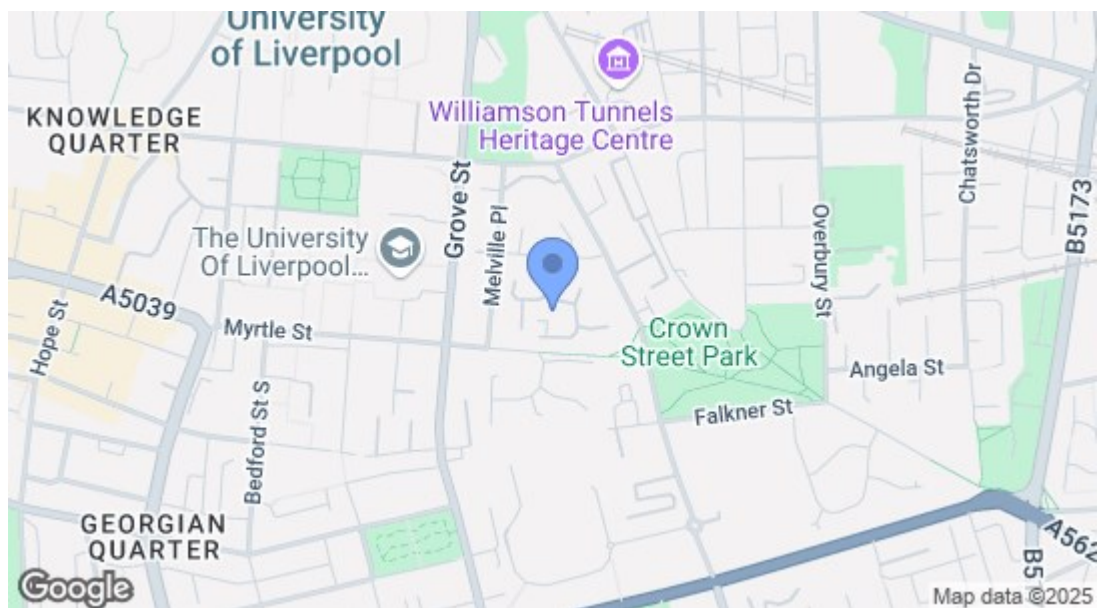 University
of Liverpool
KNOWLEDGE
QUARTER
Williamson Tunnels
Heritage Centre
Grove St
Melville Pl
The University
Of Liverpool...
Overbury St
Chatsworth Dr
B5173
A5039
Hope St
Myrtle St
Bedford St S
Crown
Street Park
Angela St
Falkner St
GEORGIAN
QUARTER
A562
B5
Google
Map data ©2025